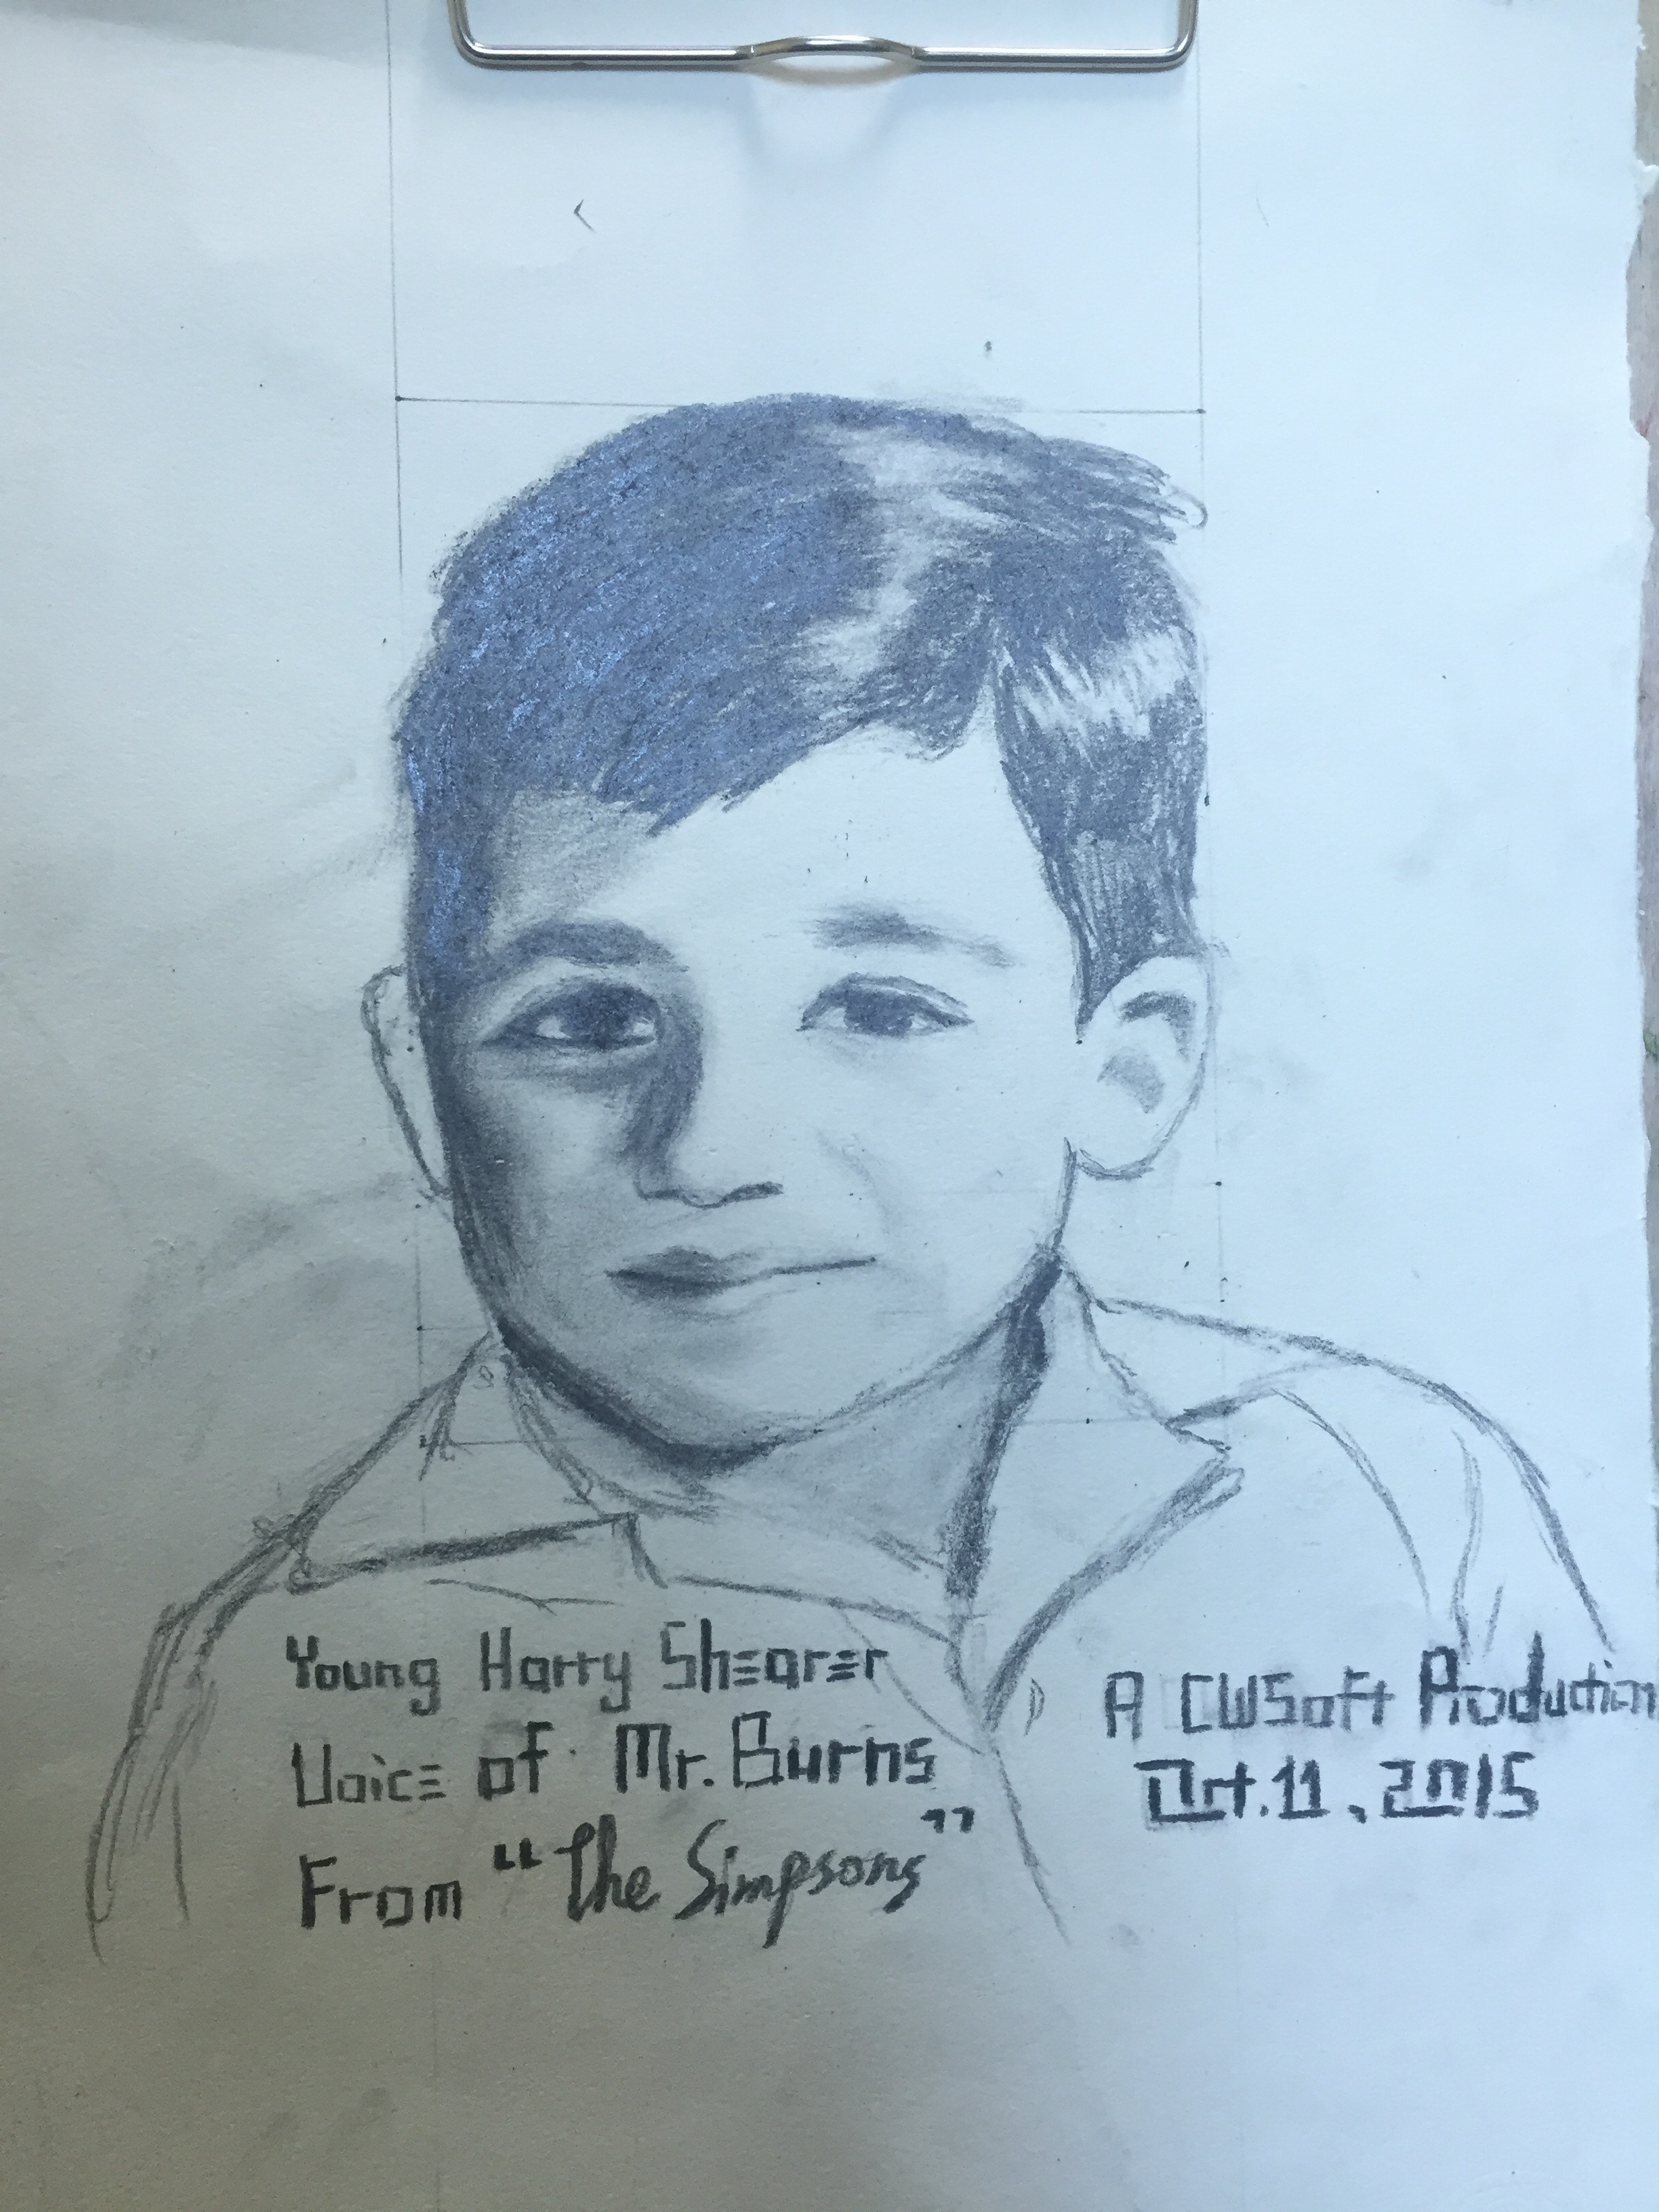 Young Harry Shearer
Voice of Mr. Burns
From "The Simpsons"
A CWSoft Production
Oct. 11, 2015